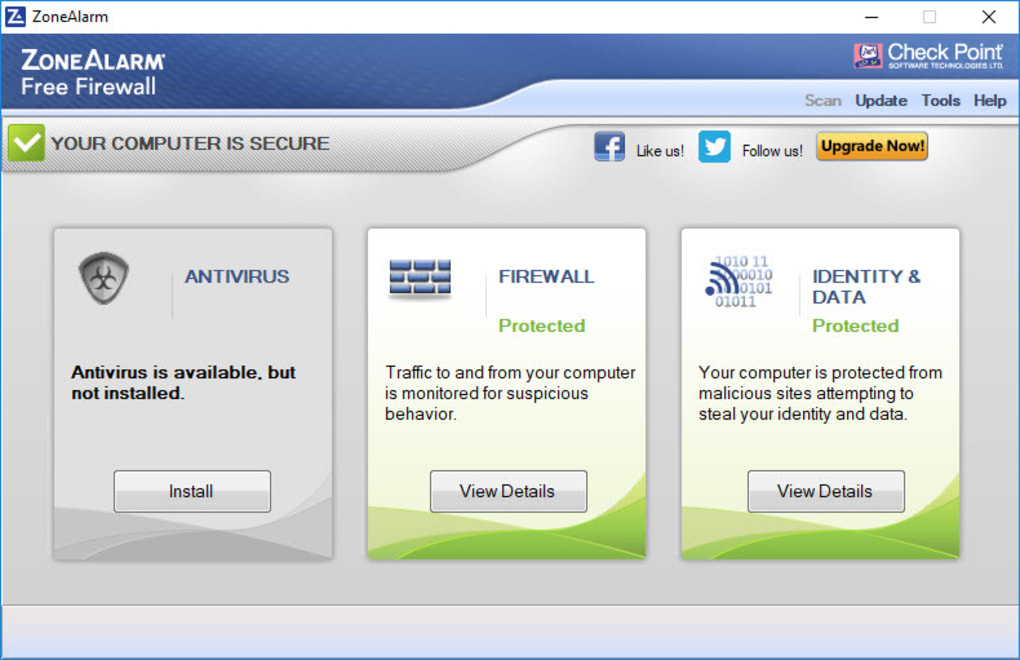 ZoneAlarm
ZONEALARM
Free Firewall
Check Point
SOFTWARE TECHNOLOGIES LTD.
Scan Update Tools Help
YOUR COMPUTER IS SECURE
Like us! Follow us! Upgrade Now!
ANTIVIRUS
Antivirus is available, but
not installed.
Install
FIREWALL
Protected
Traffic to and from your computer
is monitored for suspicious
behavior.
View Details
1010 11
00010
0101
01011
IDENTITY &
DATA
Protected
Your computer is protected from
malicious sites attempting to
steal your identity and data.
View Details